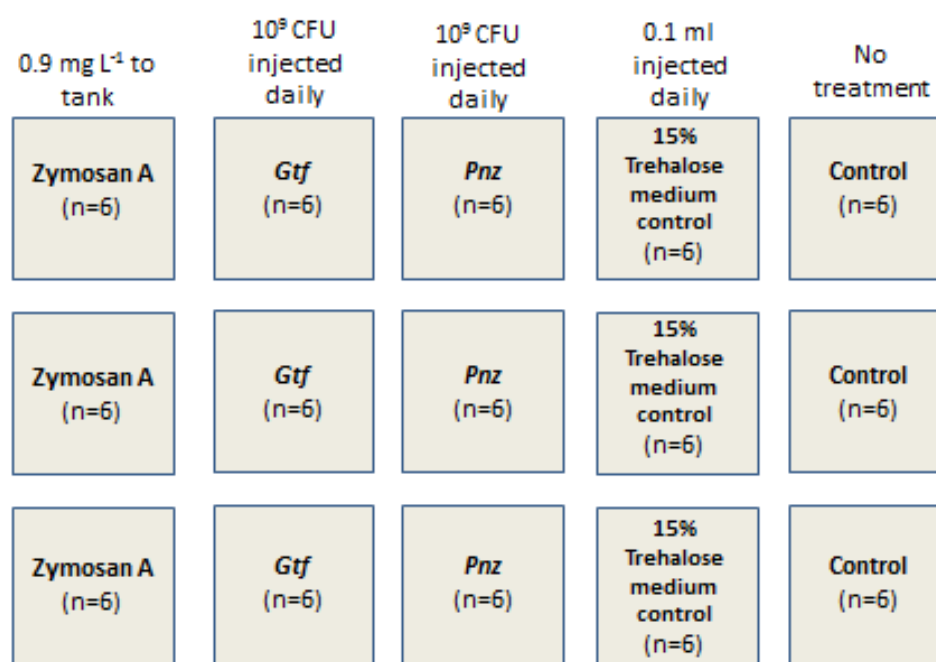 0.9 mg L⁻¹ to
tank
10⁹ CFU
injected
daily
10⁹ CFU
injected
daily
0.1 ml
injected
daily
No
treatment
Zymosan A
(n=6)
Gtf
(n=6)
Pnz
(n=6)
15%
Trehalose
medium
control
(n=6)
Control
(n=6)
Zymosan A
(n=6)
Gtf
(n=6)
Pnz
(n=6)
15%
Trehalose
medium
control
(n=6)
Control
(n=6)
Zymosan A
(n=6)
Gtf
(n=6)
Pnz
(n=6)
15%
Trehalose
medium
control
(n=6)
Control
(n=6)